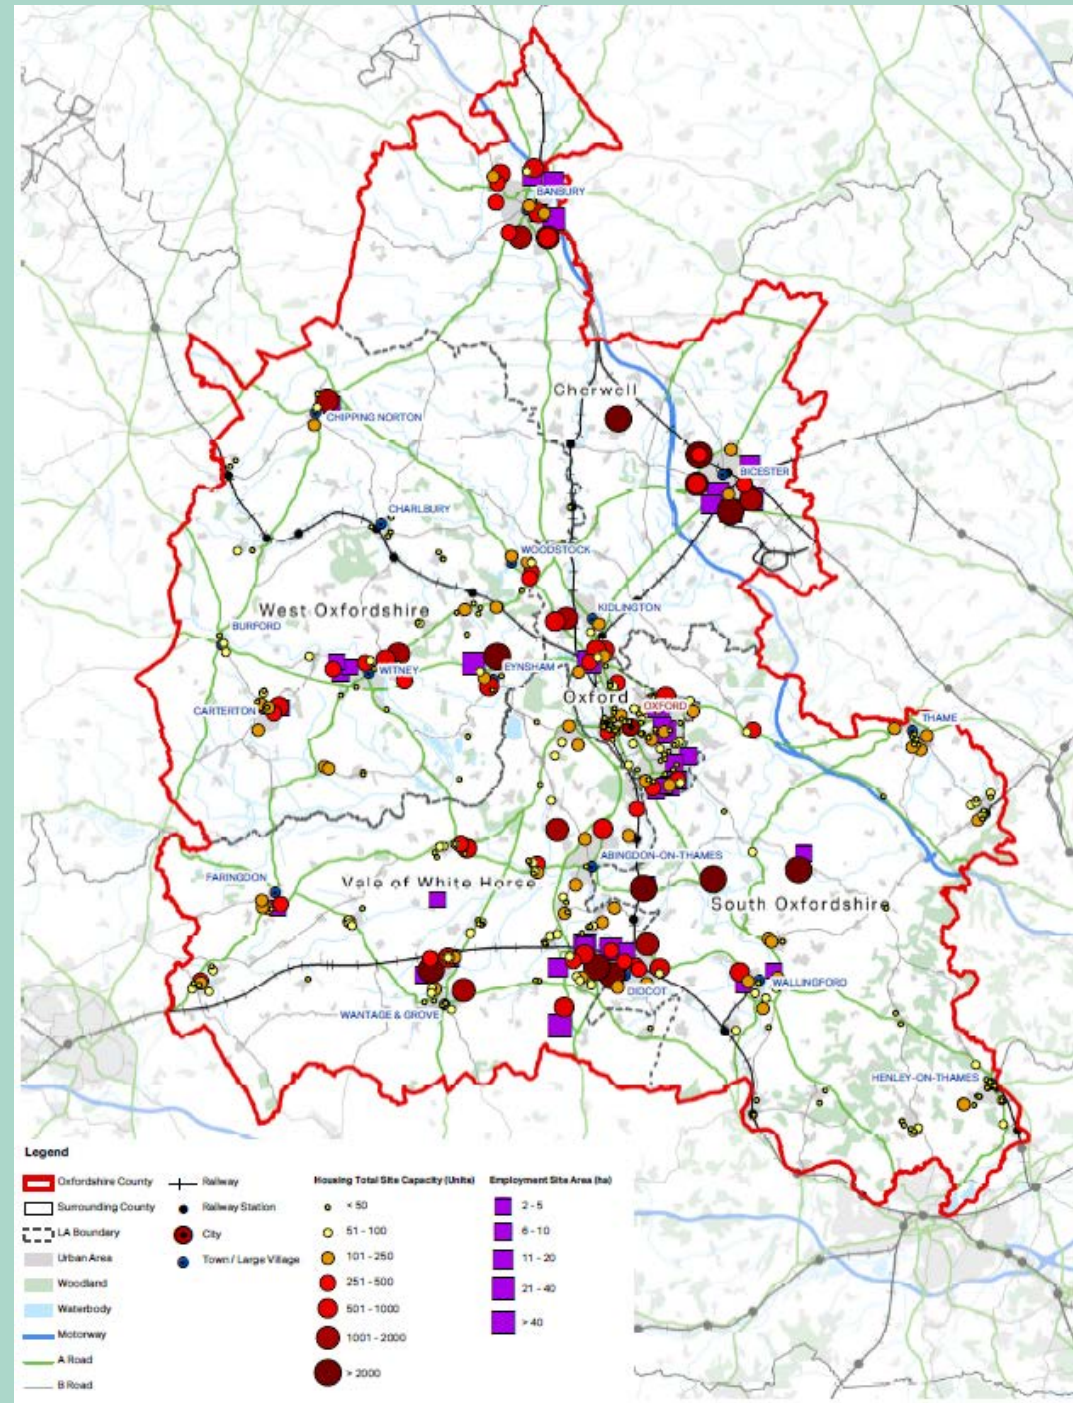 BANBURY
Cherwell
CHIPPING NORTON
BICESTER
CHARLBURY
WOODSTOCK
KIDLINGTON
West Oxfordshire
BURFORD
WITNEY
EYNSHAM
Oxford
OXFORD
CARTERTON
THAME
ABINGDON-ON-THAMES
FARINGDON
Vale of White Horse
South Oxfordshire
DIDCOT
WALLINGFORD
WANTAGE & GROVE
HENLEY-ON-THAMES
Legend
Oxfordshire County
Surrounding County
LA Boundary
Urban Area
Woodland
Waterbody
Motorway
A Road
B Road
Railway
Railway Station
City
Town / Large Village
Housing Total Site Capacity (Units)
< 50
51 - 100
101 - 250
251 - 500
501 - 1000
1001 - 2000
> 2000
Employment Site Area (ha)
2 - 5
6 - 10
11 - 20
21 - 40
> 40